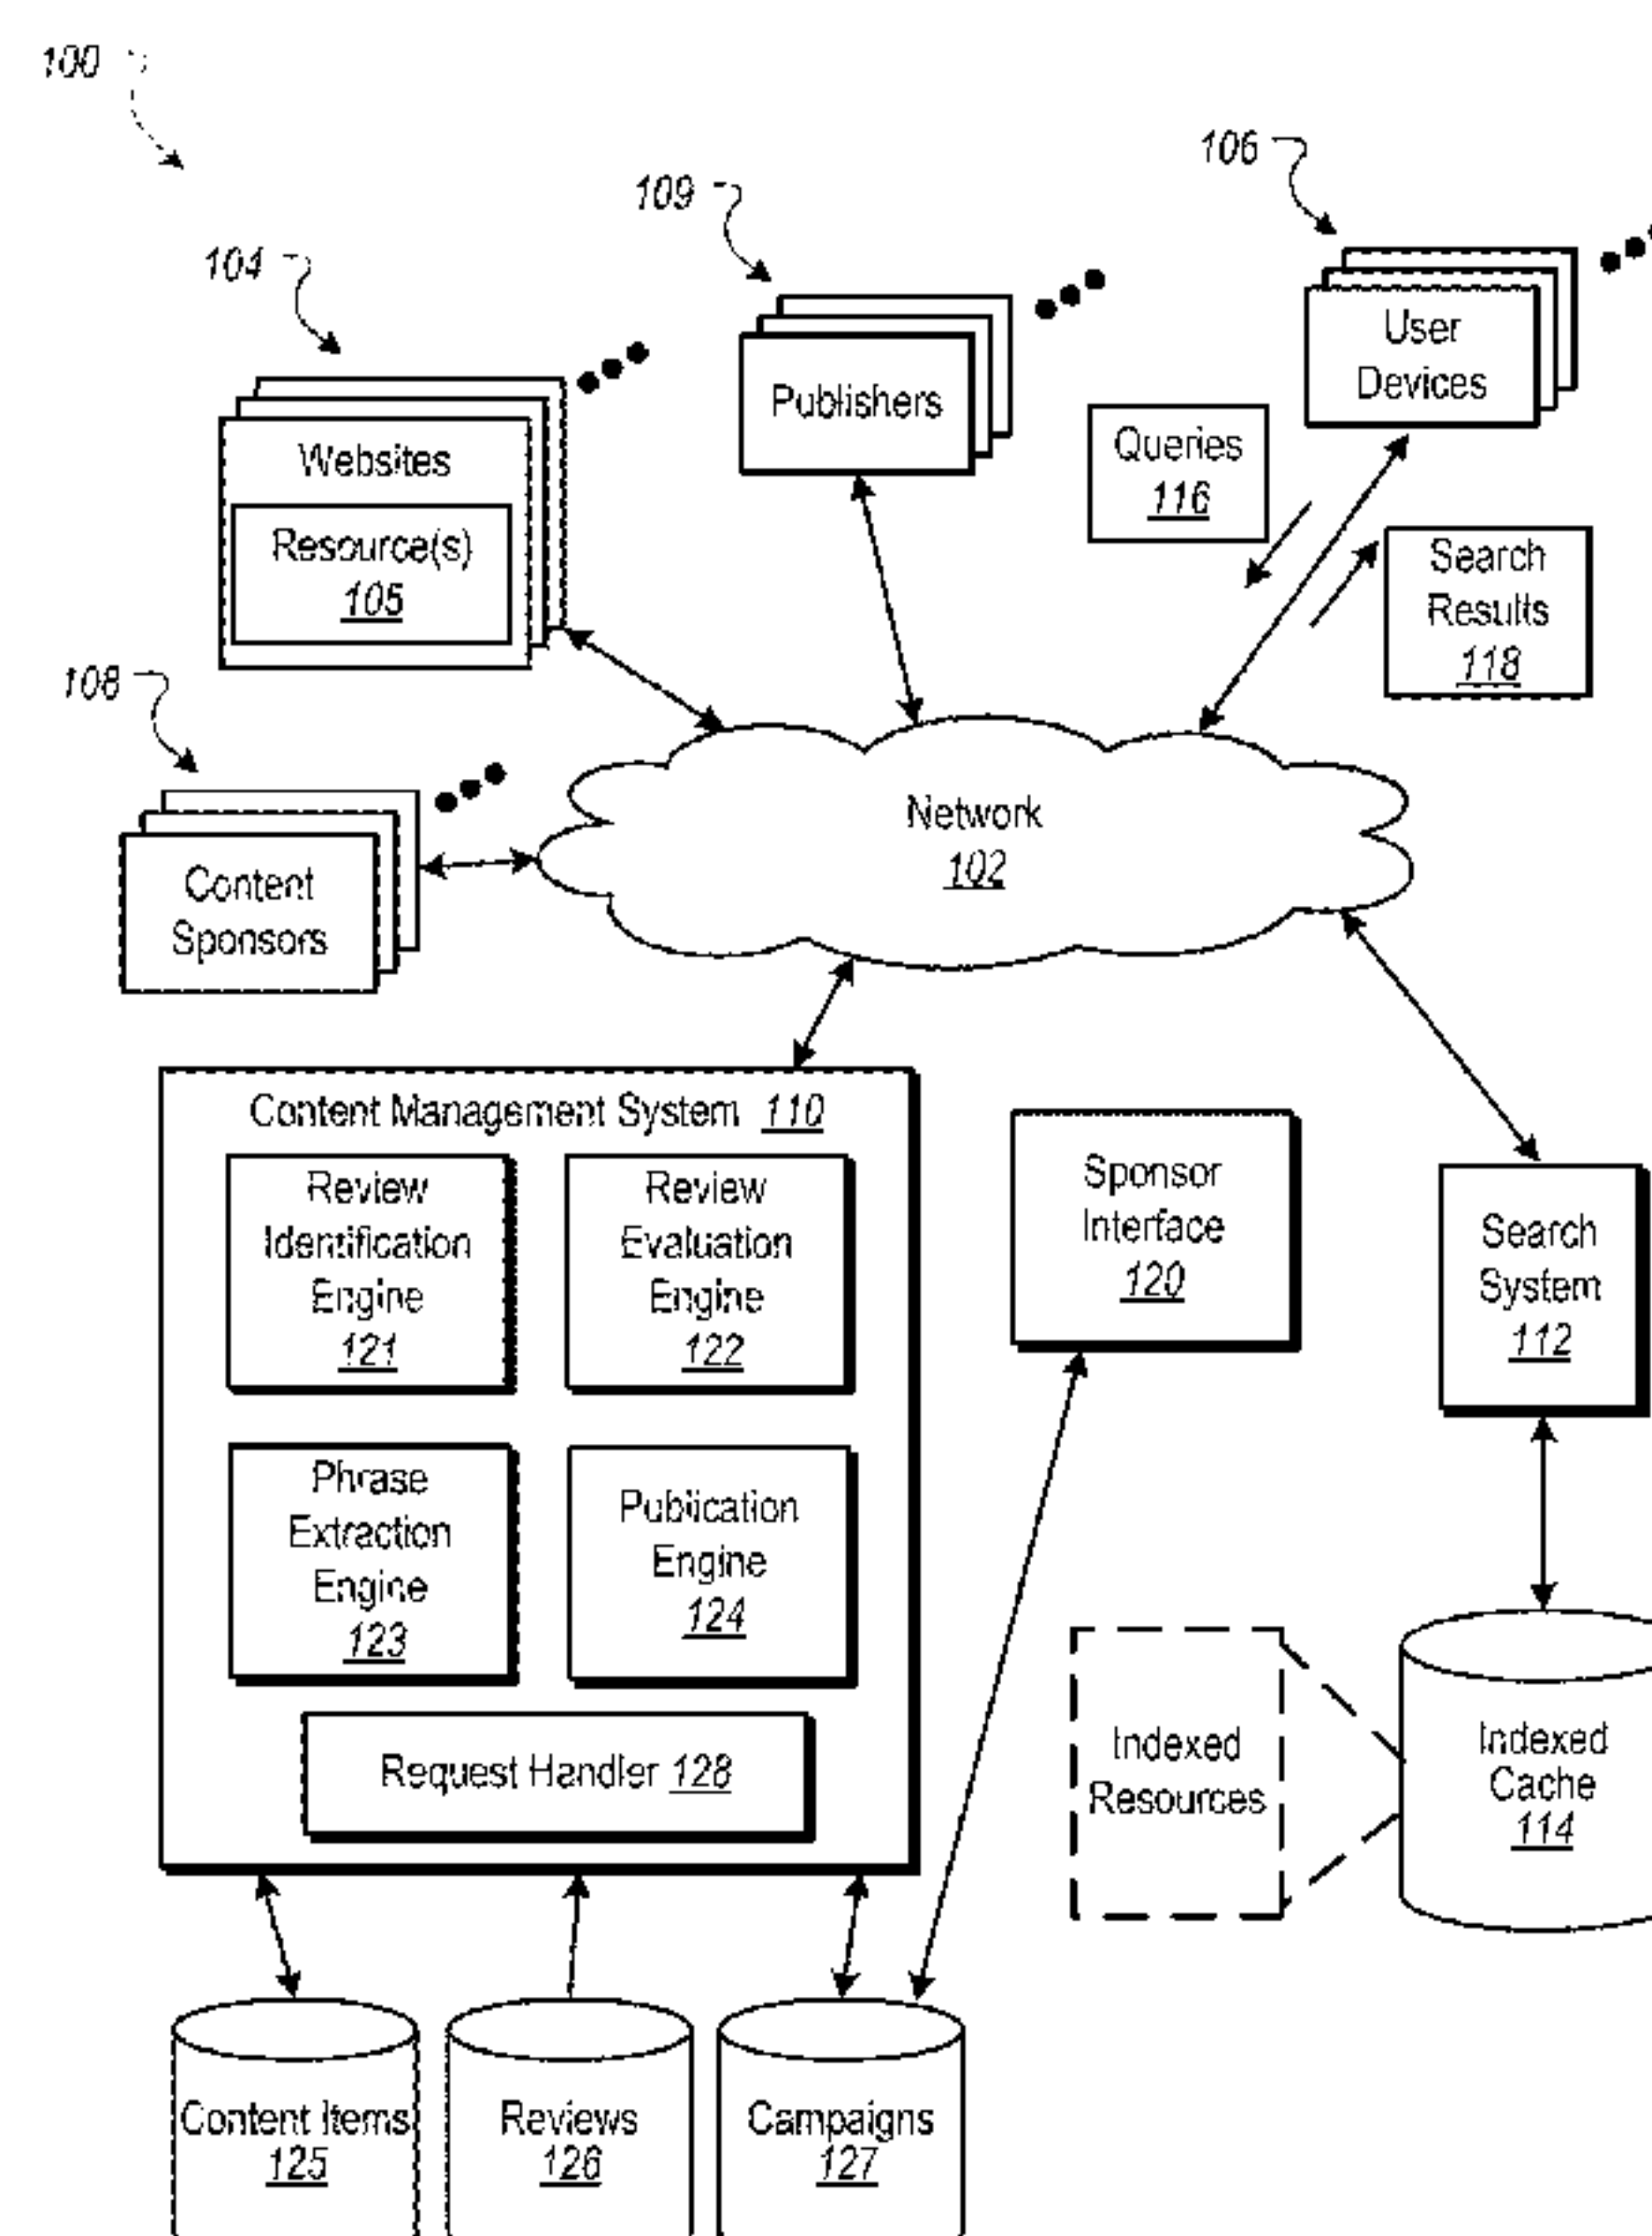 100
106
109
104
User
Devices
Publishers
Queries
116
Websites
Resource(s)
105
Search
Results
118
108
Network
102
Content
Sponsors
Content Management System 110
Review
Identification
Engine
121
Review
Evaluation
Engine
122
Sponsor
Interface
120
Search
System
112
Phrase
Extraction
Engine
123
Publication
Engine
124
Request Handler 128
Indexed
Resources
Indexed
Cache
114
Content Items
125
Reviews
126
Campaigns
127